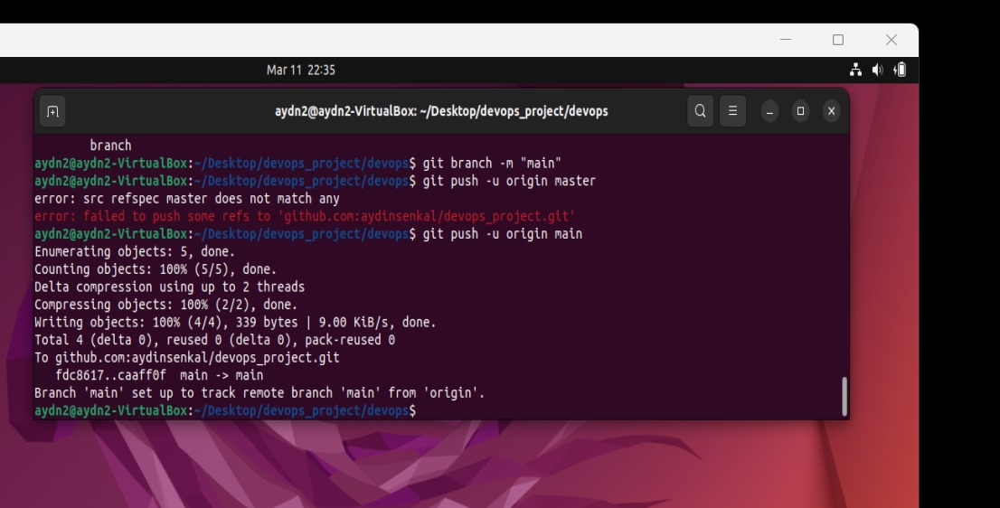 Mar 11 22:35
aydn2@aydn2-VirtualBox: ~/Desktop/devops_project/devops
branch
aydn2@aydn2-VirtualBox:~/Desktop/devops_project/devops$ git branch -m "main"
aydn2@aydn2-VirtualBox:~/Desktop/devops_project/devops$ git push -u origin master
error: src refspec master does not match any
error: failed to push some refs to 'github.com:aydinsenkal/devops_project.git'
aydn2@aydn2-VirtualBox:~/Desktop/devops_project/devops$ git push -u origin main
Enumerating objects: 5, done.
Counting objects: 100% (5/5), done.
Delta compression using up to 2 threads
Compressing objects: 100% (2/2), done.
Writing objects: 100% (4/4), 339 bytes | 9.00 KiB/s, done.
Total 4 (delta 0), reused 0 (delta 0), pack-reused 0
To github.com:aydinsenkal/devops_project.git
fdc8617..caaff0f main -> main
Branch 'main' set up to track remote branch 'main' from 'origin'.
aydn2@aydn2-VirtualBox:~/Desktop/devops_project/devops$